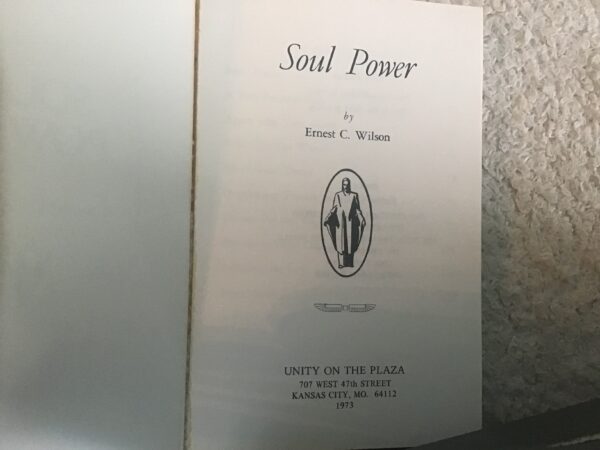 Soul Power
by
Ernest C. Wilson
UNITY ON THE PLAZA
707 WEST 47th STREET
KANSAS CITY, MO. 64112
1973